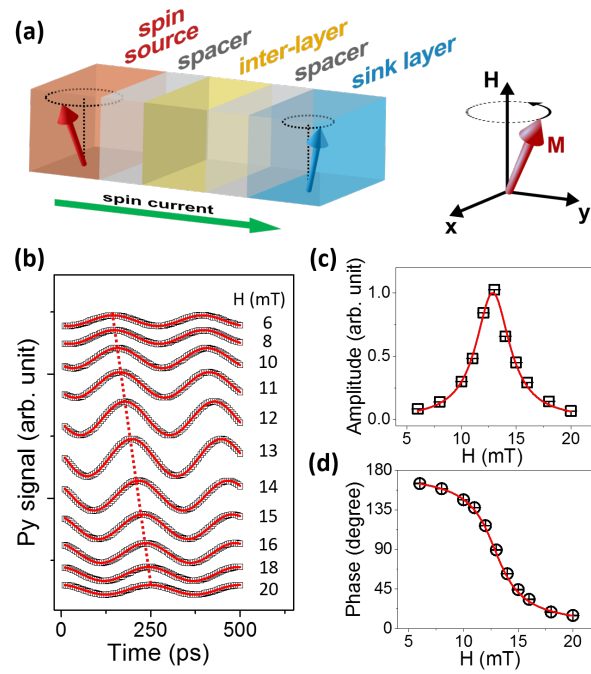 (a)
spin
source
spacer
inter-layer
spacer
sink layer
spin current
H
M
x
y
(b)
H (mT)
6
8
10
11
12
13
14
15
16
18
20
Py signal (arb. unit)
0
250
500
Time (ps)
(c)
Amplitude (arb. unit)
1.0
0.5
0.0
5
10
15
20
H (mT)
(d)
Phase (degree)
180
135
90
45
0
5
10
15
20
H (mT)